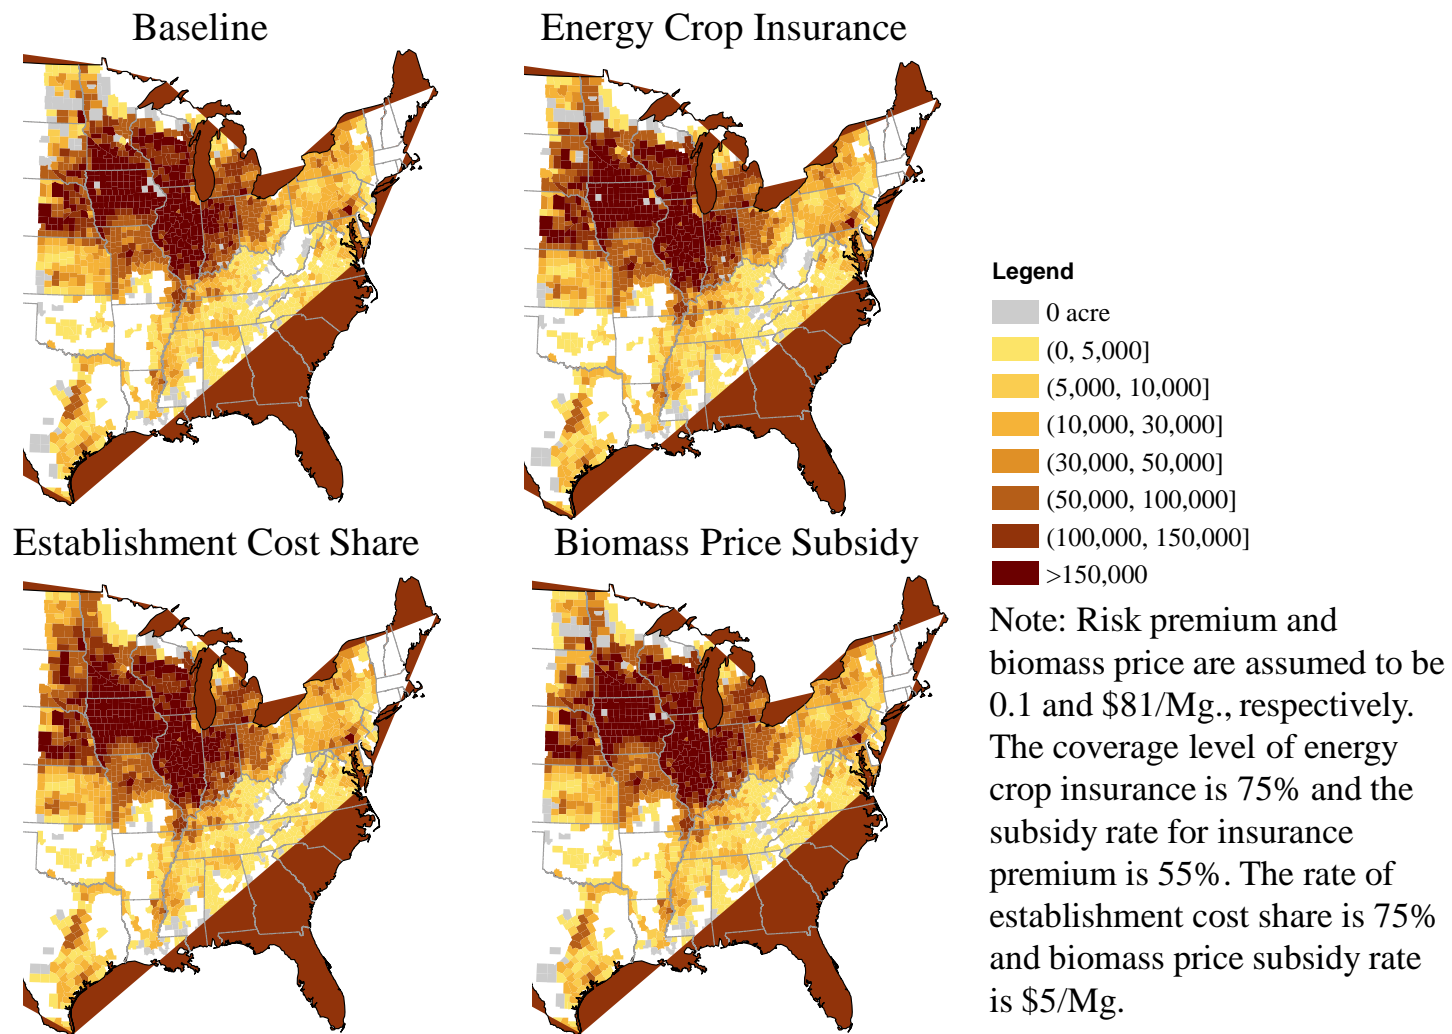 Baseline
Energy Crop Insurance
Establishment Cost Share
Biomass Price Subsidy
Legend
0 acre
(0, 5,000]
(5,000, 10,000]
(10,000, 30,000]
(30,000, 50,000]
(50,000, 100,000]
(100,000, 150,000]
>150,000
Note: Risk premium and
biomass price are assumed to be
0.1 and $81/Mg., respectively.
The coverage level of energy
crop insurance is 75% and the
subsidy rate for insurance
premium is 55%. The rate of
establishment cost share is 75%
and biomass price subsidy rate
is $5/Mg.